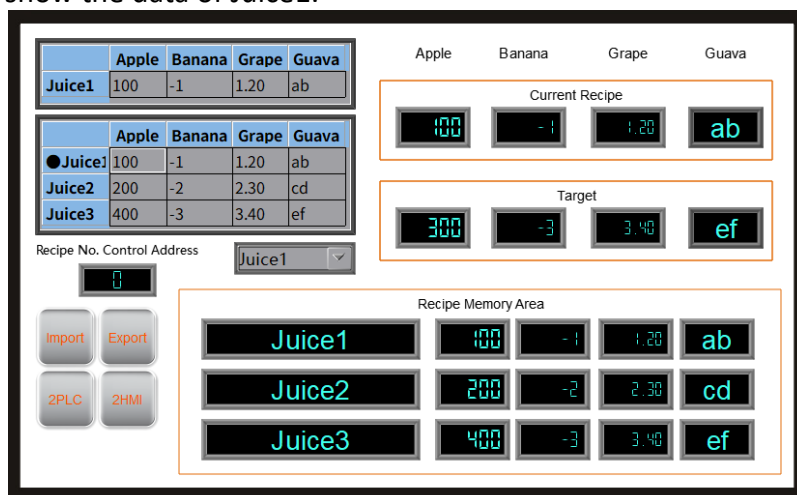 show the data of Juice1.
Apple Banana Grape Guava
Juice1 100 -1 1.20 ab
Apple Banana Grape Guava
Current Recipe
100 -1 1.20 ab
Apple Banana Grape Guava
●Juice1 100 -1 1.20 ab
Juice2 200 -2 2.30 cd
Juice3 400 -3 3.40 ef
Target
300 -3 3.40 ef
Recipe No. Control Address
0
Juice1
Import Export
2PLC 2HMI
Recipe Memory Area
Juice1 100 -1 1.20 ab
Juice2 200 -2 2.30 cd
Juice3 400 -3 3.40 ef